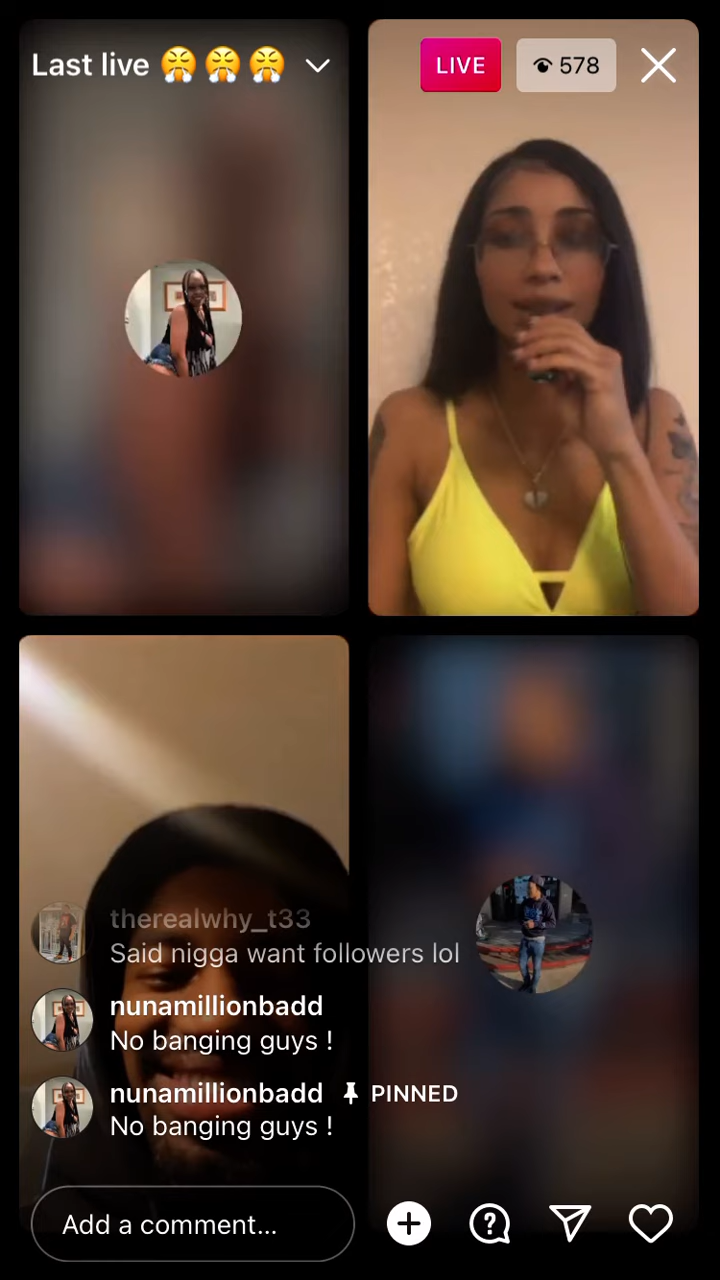 Last live 😤 😤 😤
LIVE
578
therealwhy_t33
Said nigga want followers lol
nunamillionbadd
No banging guys !
nunamillionbadd PINNED
No banging guys !
Add a comment...